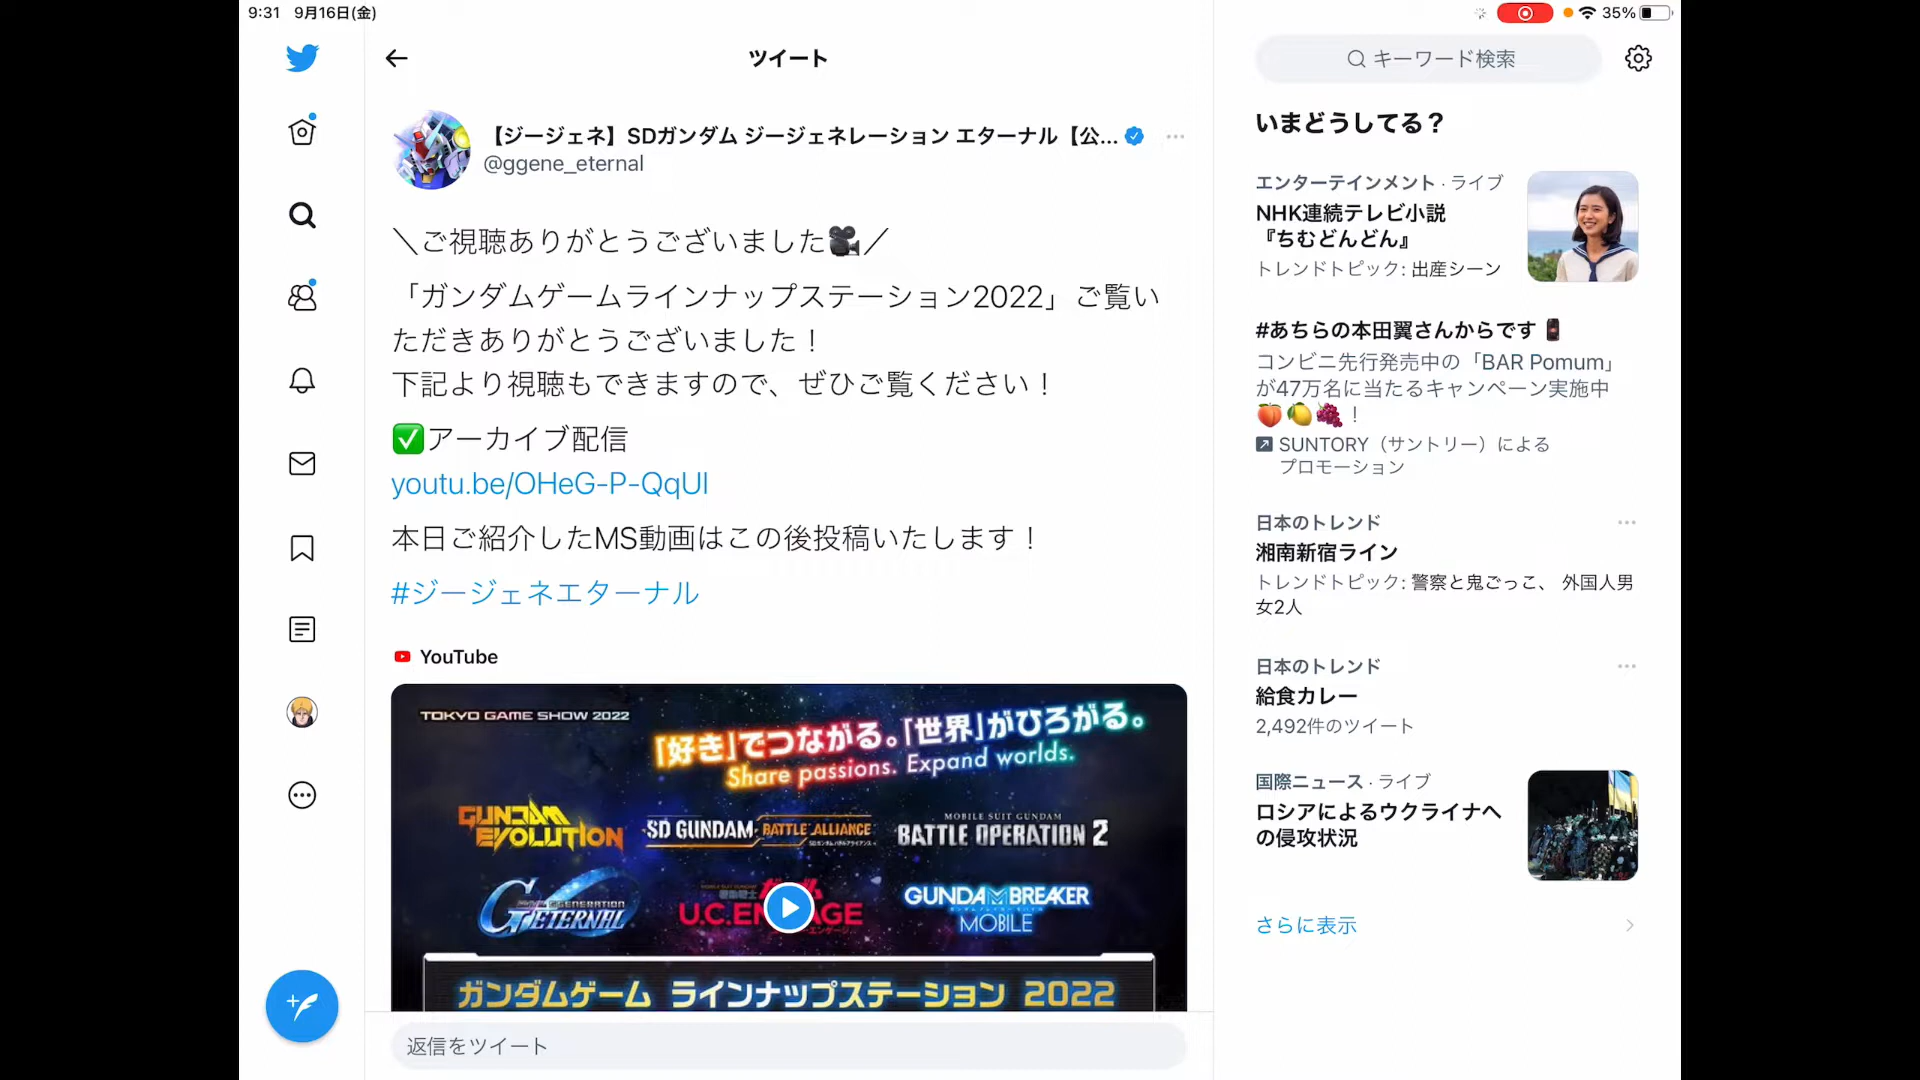 9:31 9月16日(金)
35%
ツイート
【ジージェネ】SDガンダム ジージェネレーション エターナル【公...
@ggene_eternal
＼ご視聴ありがとうございました🎥／
「ガンダムゲームラインナップステーション2022」ご覧い
ただきありがとうございました！
下記より視聴もできますので、ぜひご覧ください！
✅アーカイブ配信
youtu.be/OHeG-P-QqUI
本日ご紹介したMS動画はこの後投稿いたします！
#ジージェネエターナル
YouTube
TOKYO GAME SHOW 2022
「好き」でつながる。「世界」がひろがる。
Share passions. Expand worlds.
GUNDAM EVOLUTION
SD GUNDAM BATTLE ALLIANCE
MOBILE SUIT GUNDAM
BATTLE OPERATION 2
G GENERATION
ETERNAL
GUNDAM BREAKER
MOBILE
ガンダムゲーム ラインナップステーション 2022
返信をツイート
キーワード検索
いまどうしてる？
エンターテインメント · ライブ
NHK連続テレビ小説
『ちむどんどん』
トレンドトピック: 出産シーン
#あちらの本田翼さんからです
コンビニ先行発売中の「BAR Pomum」
が47万名に当たるキャンペーン実施中
🍑🍋🍇！
SUNTORY（サントリー）による
プロモーション
日本のトレンド
湘南新宿ライン
トレンドトピック: 警察と鬼ごっこ、 外国人男
女2人
日本のトレンド
給食カレー
2,492件のツイート
国際ニュース · ライブ
ロシアによるウクライナへ
の侵攻状況
さらに表示